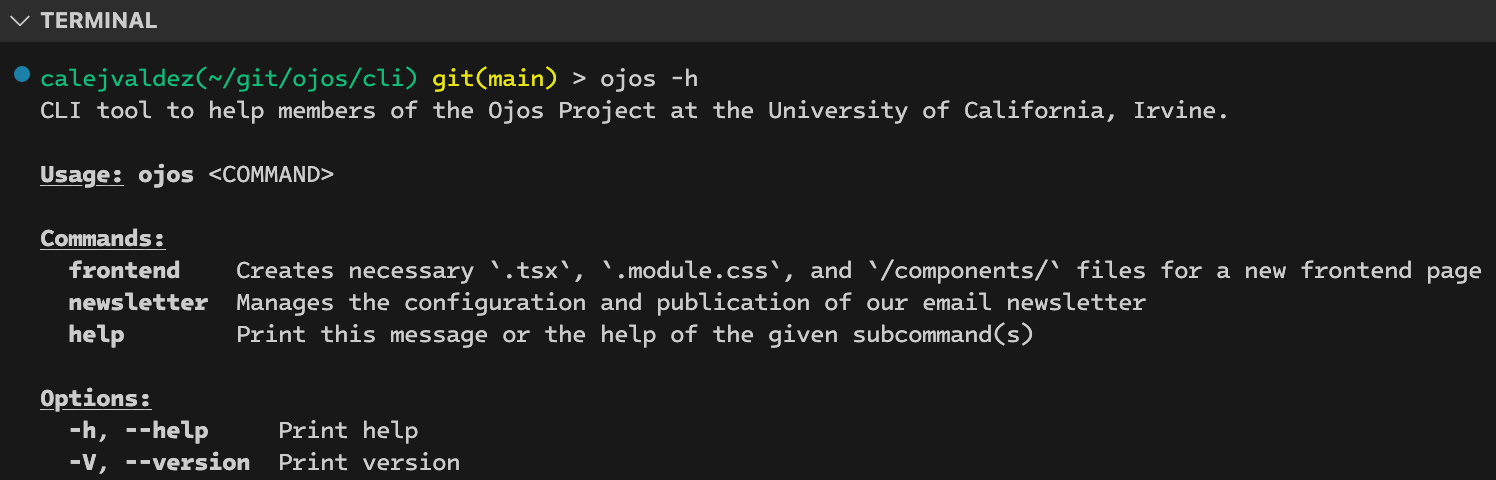 TERMINAL
calejvaldez(~/git/ojos/cli) git(main) > ojos -h
CLI tool to help members of the Ojos Project at the University of California, Irvine.
Usage: ojos <COMMAND>
Commands:
frontend Creates necessary `.tsx`, `.module.css`, and `/components/` files for a new frontend page
newsletter Manages the configuration and publication of our email newsletter
help Print this message or the help of the given subcommand(s)
Options:
-h, --help Print help
-V, --version Print version